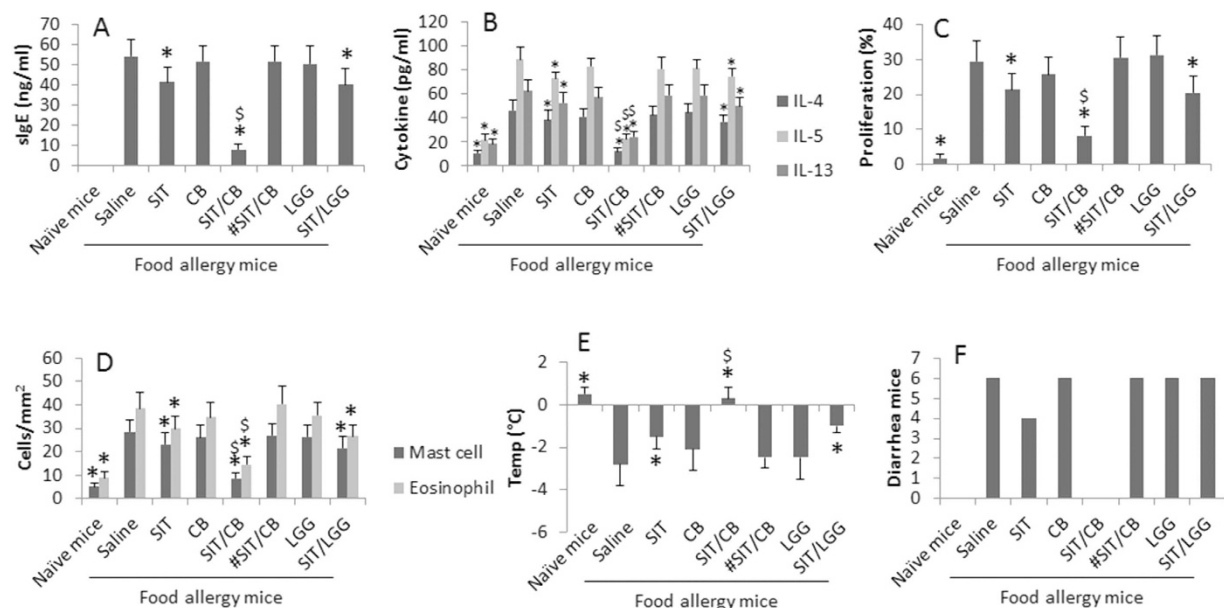 A
sIgE (ng/ml)
70
60
50
40
30
20
10
0
*
*
$
*
Naïve mice
Saline
SIT
CB
SIT/CB
#SIT/CB
LGG
SIT/LGG
Food allergy mice
B
Cytokine (pg/ml)
120
100
80
60
40
20
0
* * *
* * *
$ $ $
* * *
* * *
IL-4
IL-5
IL-13
Naïve mice
Saline
SIT
CB
SIT/CB
#SIT/CB
LGG
SIT/LGG
Food allergy mice
C
Proliferation (%)
40
30
20
10
0
*
*
$
*
*
Naïve mice
Saline
SIT
CB
SIT/CB
#SIT/CB
LGG
SIT/LGG
Food allergy mice
D
Cells/mm²
60
50
40
30
20
10
0
* *
* *
$ $
* *
* *
Mast cell
Eosinophil
Naïve mice
Saline
SIT
CB
SIT/CB
#SIT/CB
LGG
SIT/LGG
Food allergy mice
E
Temp (°C)
2
0
-2
-4
-6
*
*
$
*
*
Naïve mice
Saline
SIT
CB
SIT/CB
#SIT/CB
LGG
SIT/LGG
Food allergy mice
F
Diarrhea mice
7
6
5
4
3
2
1
0
Naïve mice
Saline
SIT
CB
SIT/CB
#SIT/CB
LGG
SIT/LGG
Food allergy mice